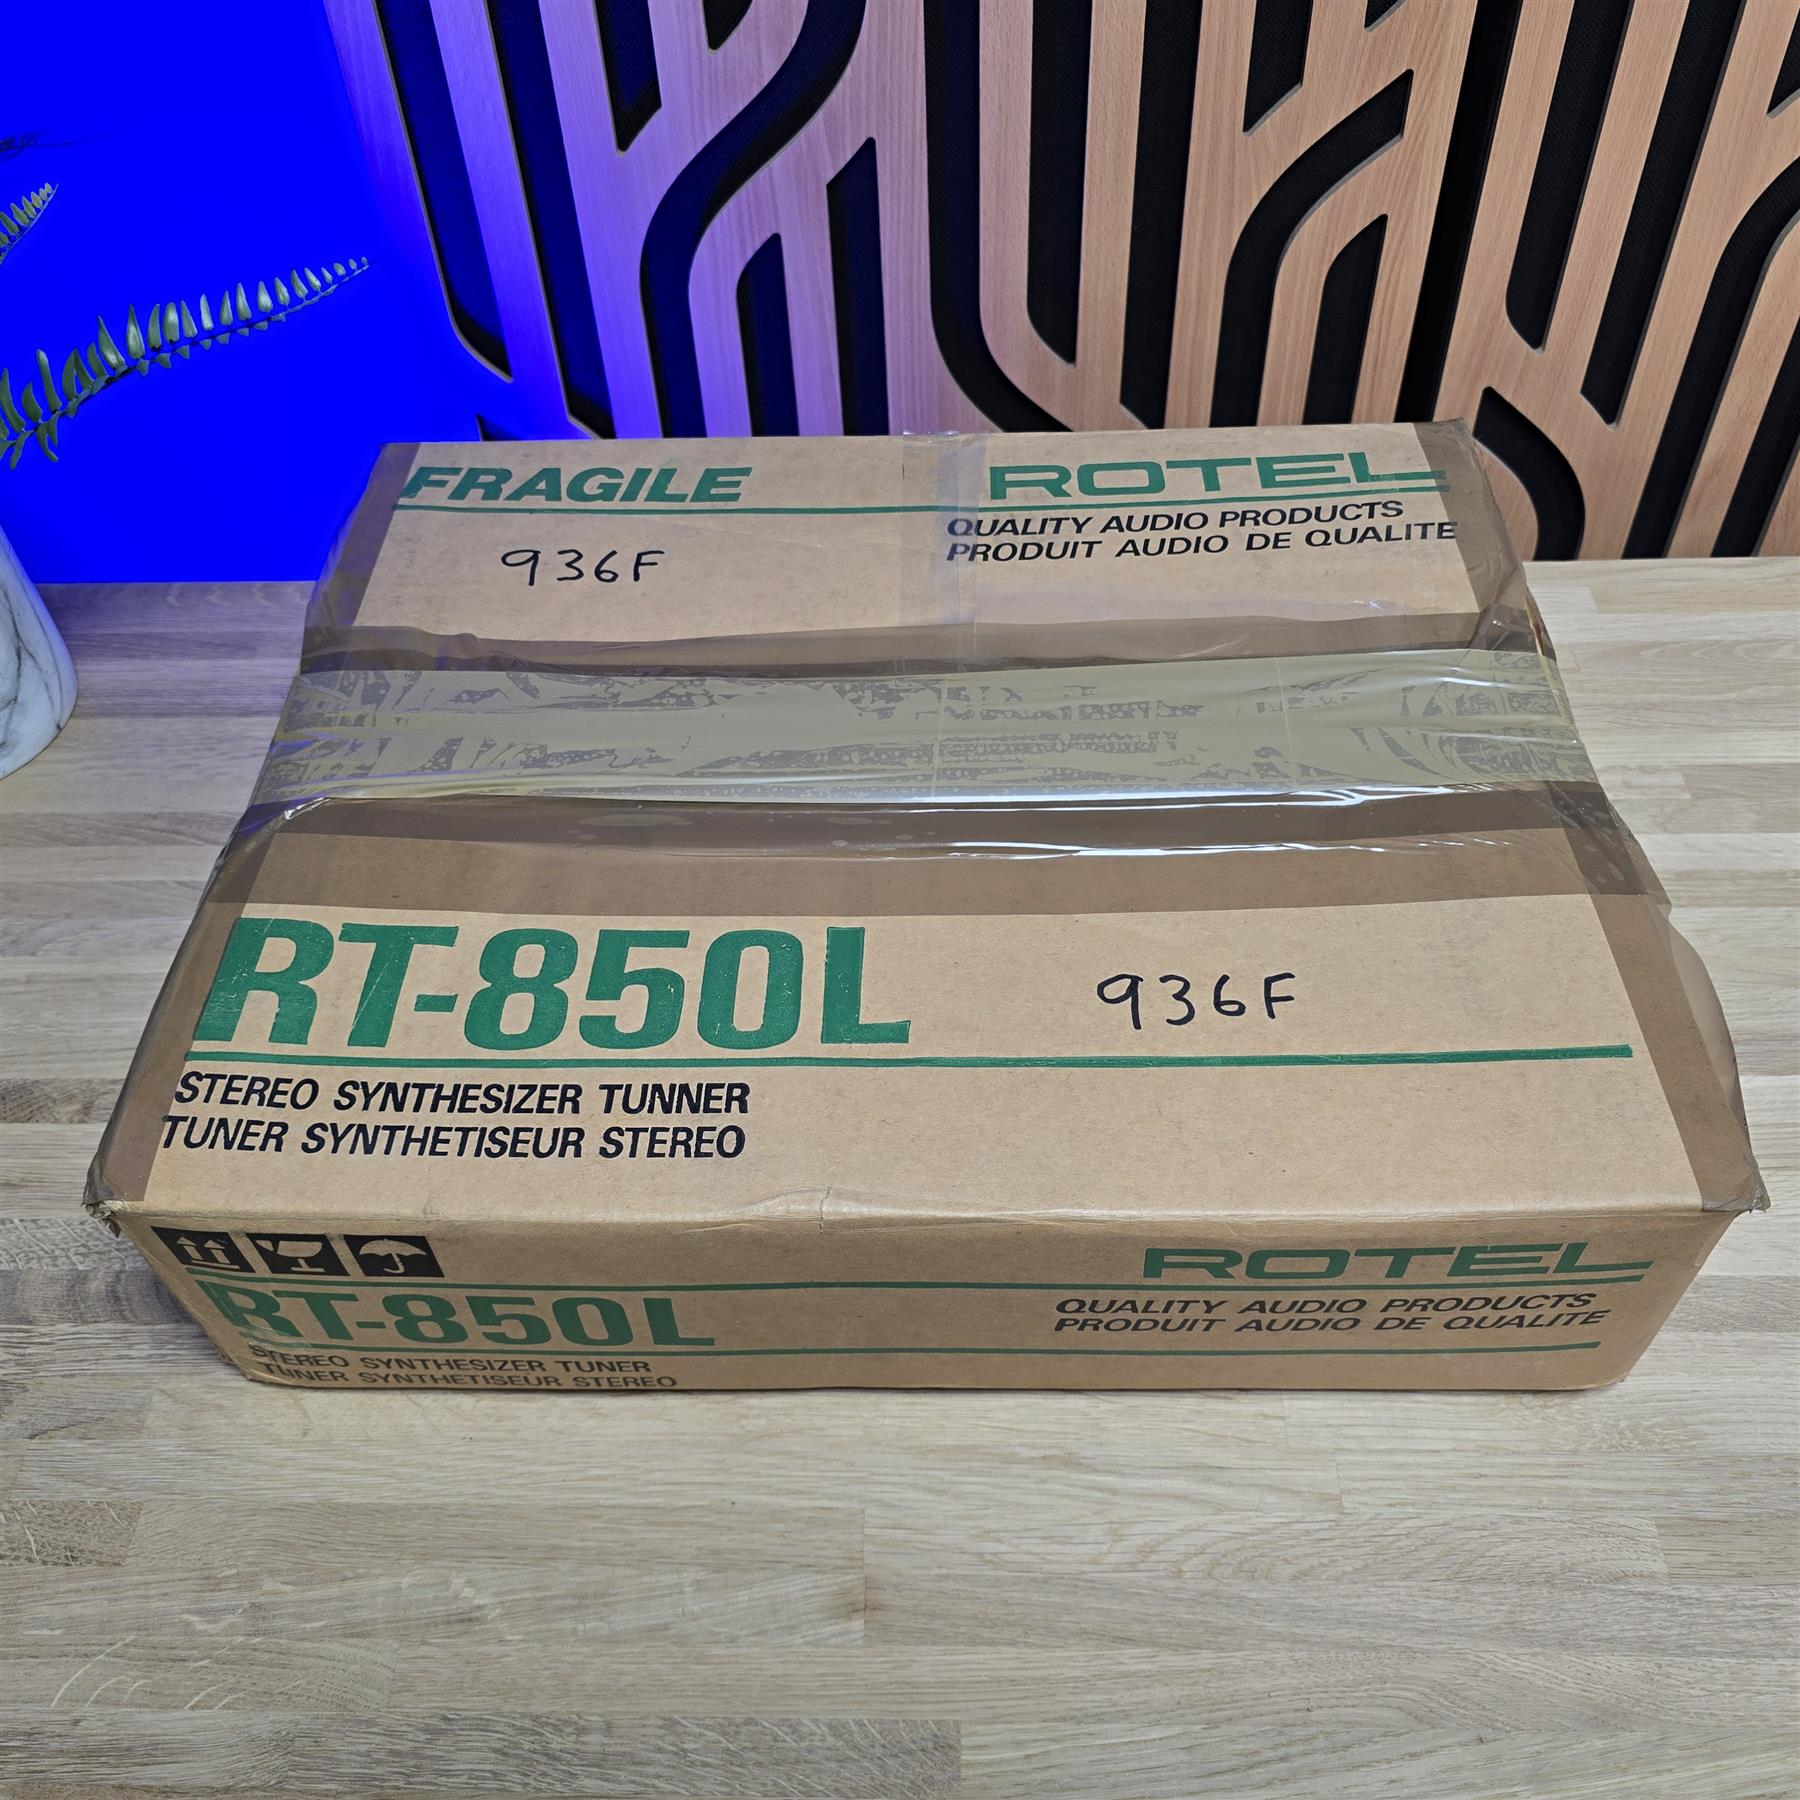 FRAGILE
ROTEL
QUALITY AUDIO PRODUCTS
PRODUIT AUDIO DE QUALITE
936F
RT-850L
936F
STEREO SYNTHESIZER TUNNER
TUNER SYNTHETISEUR STEREO
ROTEL
RT-850L
QUALITY AUDIO PRODUCTS
PRODUIT AUDIO DE QUALITE
STEREO SYNTHESIZER TUNER
TUNER SYNTHETISEUR STEREO